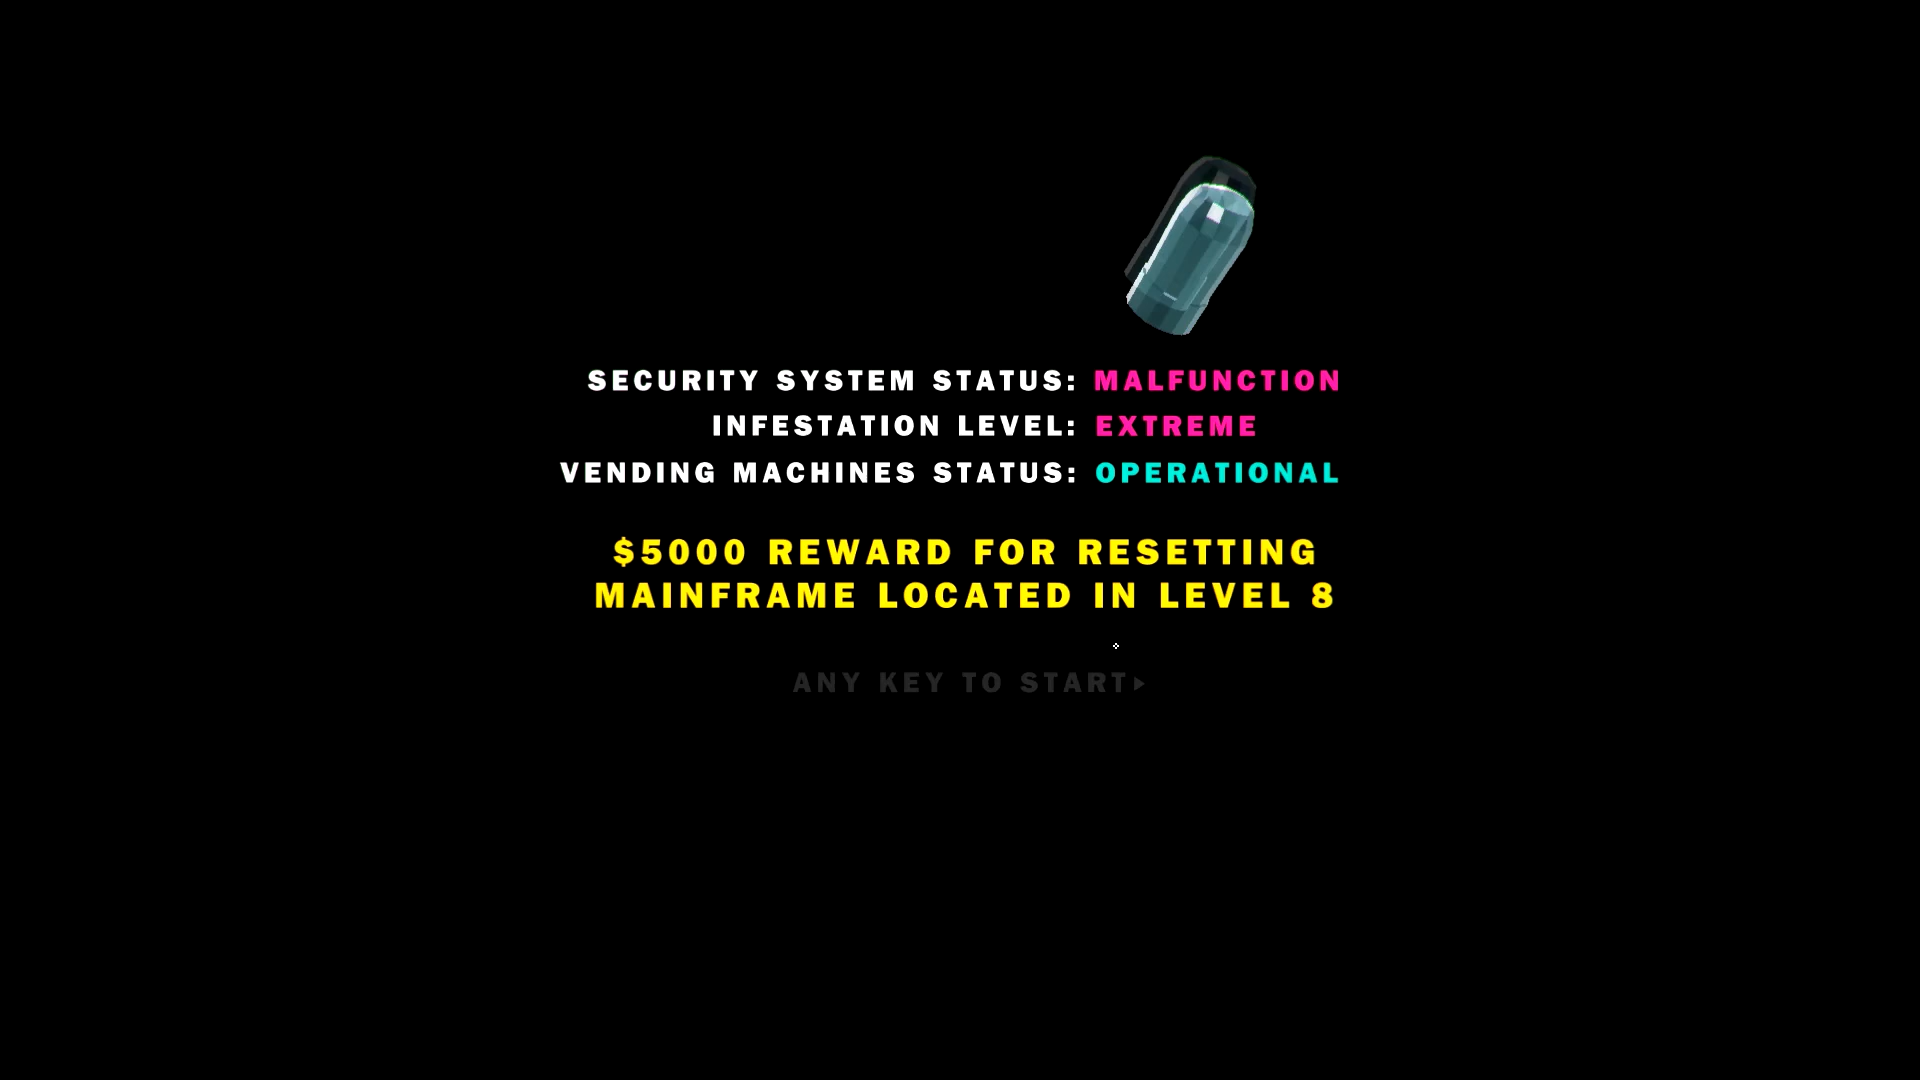 SECURITY SYSTEM STATUS: MALFUNCTION
INFESTATION LEVEL: EXTREME
VENDING MACHINES STATUS: OPERATIONAL
$5000 REWARD FOR RESETTING
MAINFRAME LOCATED IN LEVEL 8
ANY KEY TO START